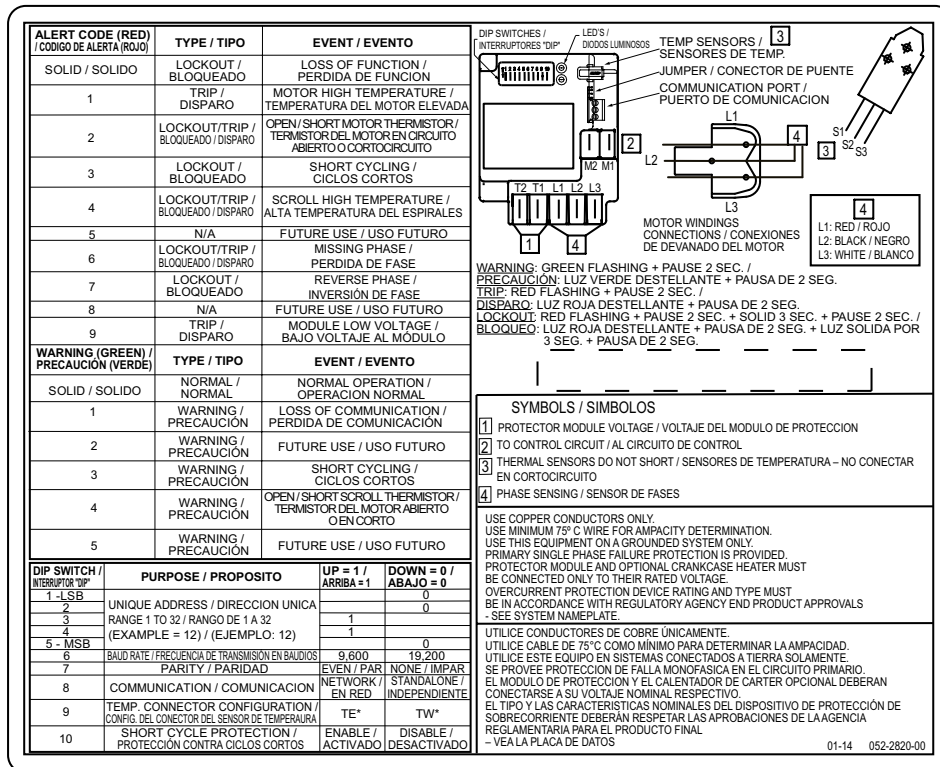 ALERT CODE (RED)
/ CODIGO DE ALERTA (ROJO)
TYPE / TIPO
EVENT / EVENTO
SOLID / SOLIDO
LOCKOUT /
BLOQUEADO
LOSS OF FUNCTION /
PERDIDA DE FUNCION
1
TRIP /
DISPARO
MOTOR HIGH TEMPERATURE /
TEMPERATURA DEL MOTOR ELEVADA
2
LOCKOUT/TRIP /
BLOQUEADO / DISPARO
OPEN / SHORT MOTOR THERMISTOR /
TERMISTOR DEL MOTOR EN CIRCUITO
ABIERTO O CORTOCIRCUITO
3
LOCKOUT /
BLOQUEADO
SHORT CYCLING /
CICLOS CORTOS
4
LOCKOUT/TRIP /
BLOQUEADO / DISPARO
SCROLL HIGH TEMPERATURE /
ALTA TEMPERATURA DEL ESPIRALES
5
N/A
FUTURE USE / USO FUTURO
6
LOCKOUT/TRIP /
BLOQUEADO / DISPARO
MISSING PHASE /
PERDIDA DE FASE
7
LOCKOUT /
BLOQUEADO
REVERSE PHASE /
INVERSIÓN DE FASE
8
N/A
FUTURE USE / USO FUTURO
9
TRIP /
DISPARO
MODULE LOW VOLTAGE /
BAJO VOLTAJE AL MÓDULO
WARNING (GREEN) /
PRECAUCIÓN (VERDE)
TYPE / TIPO
EVENT / EVENTO
SOLID / SOLIDO
NORMAL /
NORMAL
NORMAL OPERATION /
OPERACION NORMAL
1
WARNING /
PRECAUCIÓN
LOSS OF COMMUNICATION /
PERDIDA DE COMUNICACIÓN
2
WARNING /
PRECAUCIÓN
FUTURE USE / USO FUTURO
3
WARNING /
PRECAUCIÓN
SHORT CYCLING /
CICLOS CORTOS
4
WARNING /
PRECAUCIÓN
OPEN / SHORT SCROLL THERMISTOR /
TERMISTOR DEL MOTOR ABIERTO
O EN CORTO
5
WARNING /
PRECAUCIÓN
FUTURE USE / USO FUTURO
DIP SWITCH /
INTERRUPTOR "DIP"
PURPOSE / PROPOSITO
UP = 1 /
ARRIBA = 1
DOWN = 0 /
ABAJO = 0
1 -LSB
0
2
UNIQUE ADDRESS / DIRECCION UNICA
0
3
RANGE 1 TO 32 / RANGO DE 1 A 32
1
4
(EXAMPLE = 12) / (EJEMPLO: 12)
1
5 - MSB
0
6
BAUD RATE / FRECUENCIA DE TRANSMISIÓN EN BAUDIOS
9,600
19,200
7
PARITY / PARIDAD
EVEN / PAR
NONE / IMPAR
8
COMMUNICATION / COMUNICACION
NETWORK /
EN RED
STANDALONE /
INDEPENDIENTE
9
TEMP. CONNECTOR CONFIGURATION /
CONFIG. DEL CONECTOR DEL SENSOR DE TEMPERAURA
TE*
TW*
10
SHORT CYCLE PROTECTION /
PROTECCIÓN CONTRA CICLOS CORTOS
ENABLE /
ACTIVADO
DISABLE /
DESACTIVADO
DIP SWITCHES /
INTERRUPTORES "DIP"
LED'S /
DIODOS LUMINOSOS
TEMP SENSORS /
SENSORES DE TEMP.
3
JUMPER / CONECTOR DE PUENTE
COMMUNICATION PORT /
PUERTO DE COMUNICACION
M2 M1
2
T2 T1 L1 L2 L3
1
4
L1
L2
L3
4
MOTOR WINDINGS
CONNECTIONS / CONEXIONES
DE DEVANADO DEL MOTOR
S1
S2
S3
3
4
L1: RED / ROJO
L2: BLACK / NEGRO
L3: WHITE / BLANCO
WARNING: GREEN FLASHING + PAUSE 2 SEC. /
PRECAUCIÓN: LUZ VERDE DESTELLANTE + PAUSA DE 2 SEG.
TRIP: RED FLASHING + PAUSE 2 SEC. /
DISPARO: LUZ ROJA DESTELLANTE + PAUSA DE 2 SEG.
LOCKOUT: RED FLASHING + PAUSE 2 SEC. + SOLID 3 SEC. + PAUSE 2 SEC. /
BLOQUEO: LUZ ROJA DESTELLANTE + PAUSA DE 2 SEG. + LUZ SOLIDA POR
3 SEG. + PAUSA DE 2 SEG.
SYMBOLS / SIMBOLOS
1 PROTECTOR MODULE VOLTAGE / VOLTAJE DEL MODULO DE PROTECCION
2 TO CONTROL CIRCUIT / AL CIRCUITO DE CONTROL
3 THERMAL SENSORS DO NOT SHORT / SENSORES DE TEMPERATURA – NO CONECTAR
EN CORTOCIRCUITO
4 PHASE SENSING / SENSOR DE FASES
USE COPPER CONDUCTORS ONLY.
USE MINIMUM 75º C WIRE FOR AMPACITY DETERMINATION.
USE THIS EQUIPMENT ON A GROUNDED SYSTEM ONLY.
PRIMARY SINGLE PHASE FAILURE PROTECTION IS PROVIDED.
PROTECTOR MODULE AND OPTIONAL CRANKCASE HEATER MUST
BE CONNECTED ONLY TO THEIR RATED VOLTAGE.
OVERCURRENT PROTECTION DEVICE RATING AND TYPE MUST
BE IN ACCORDANCE WITH REGULATORY AGENCY END PRODUCT APPROVALS
- SEE SYSTEM NAMEPLATE.
UTILICE CONDUCTORES DE COBRE ÚNICAMENTE.
UTILICE CABLE DE 75°C COMO MÍNIMO PARA DETERMINAR LA AMPACIDAD.
UTILICE ESTE EQUIPO EN SISTEMAS CONECTADOS A TIERRA SOLAMENTE.
SE PROVEE PROTECCION DE FALLA MONOFASICA EN EL CIRCUITO PRIMARIO.
EL MODULO DE PROTECCIÓN Y EL CALENTADOR DE CARTER OPCIONAL DEBERAN
CONECTARSE A SU VOLTAJE NOMINAL RESPECTIVO.
EL TIPO Y LAS CARACTERISTICAS NOMINALES DEL DISPOSITIVO DE PROTECCIÓN DE
SOBRECORRIENTE DEBERÁN RESPETAR LAS APROBACIONES DE LA AGENCIA
REGLAMENTARIA PARA EL PRODUCTO FINAL
– VEA LA PLACA DE DATOS
01-14 052-2820-00